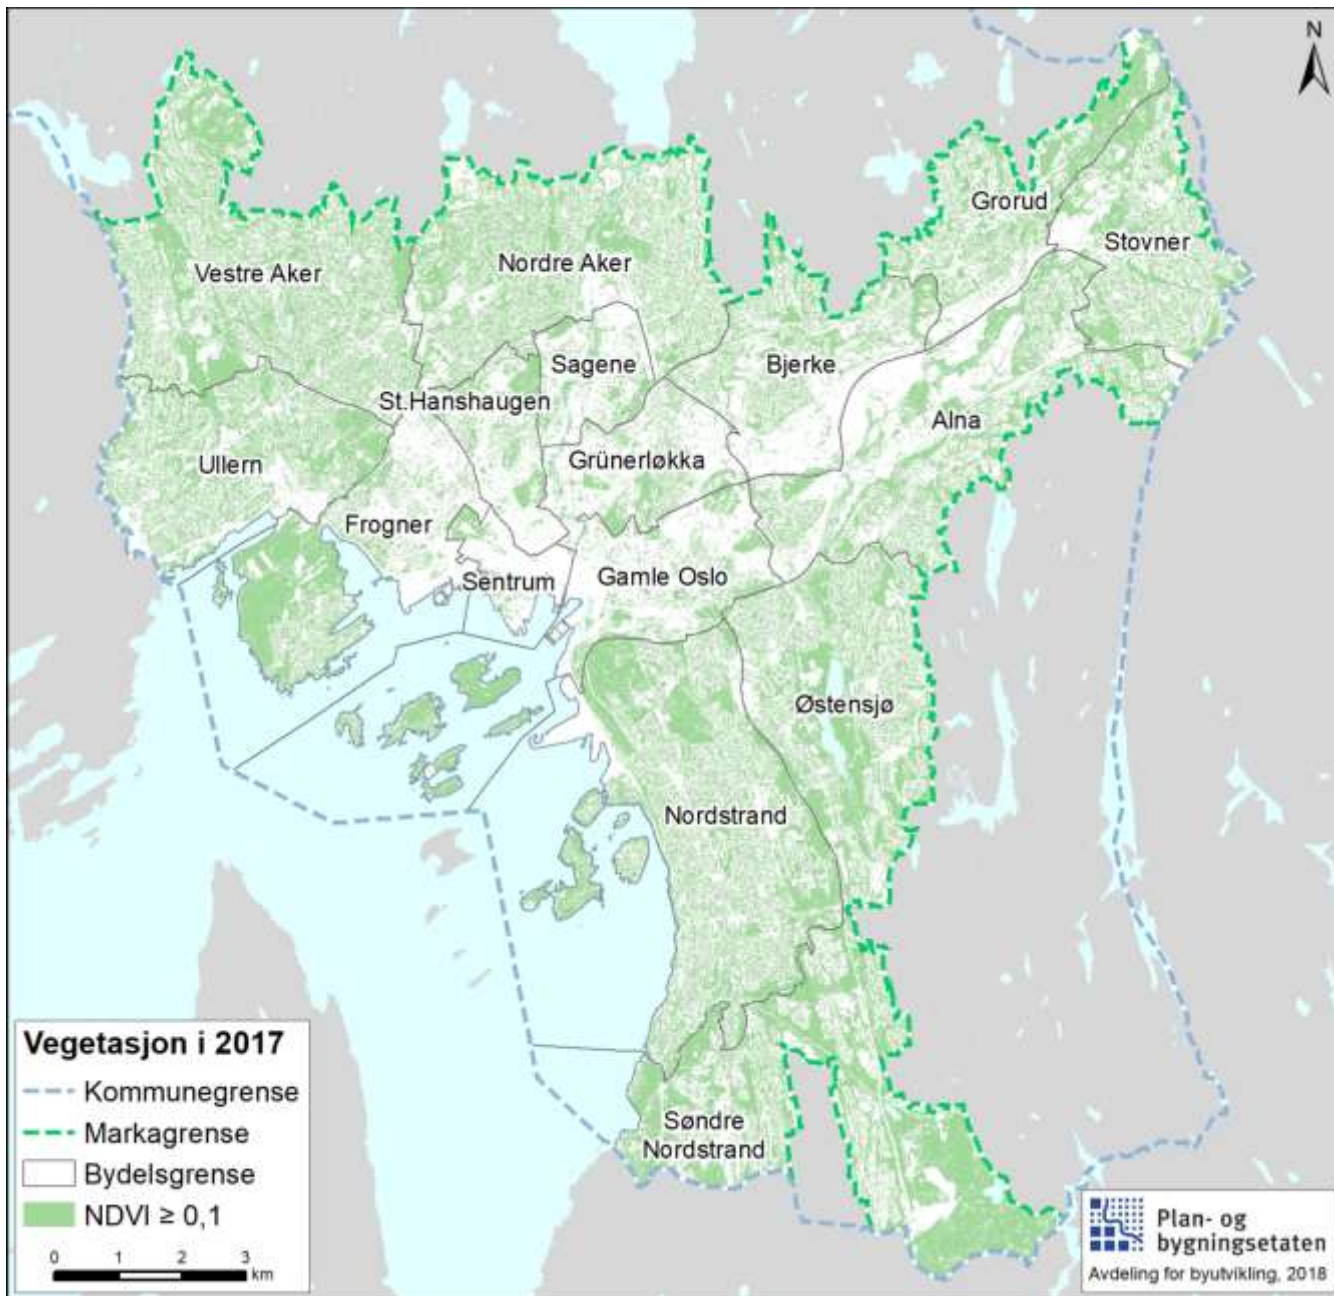 N
Grorud
Stovner
Vestre Aker
Nordre Aker
Sagene
Bjerke
St.Hanshaugen
Alna
Ullern
Grünerløkka
Frogner
Sentrum
Gamle Oslo
Østensjø
Nordstrand
Søndre
Nordstrand
Vegetasjon i 2017
Kommunegrense
Markagrense
Bydelsgrense
NDVI ≥ 0,1
0 1 2 3
km
Plan- og
bygningsetaten
Avdeling for byutvikling, 2018